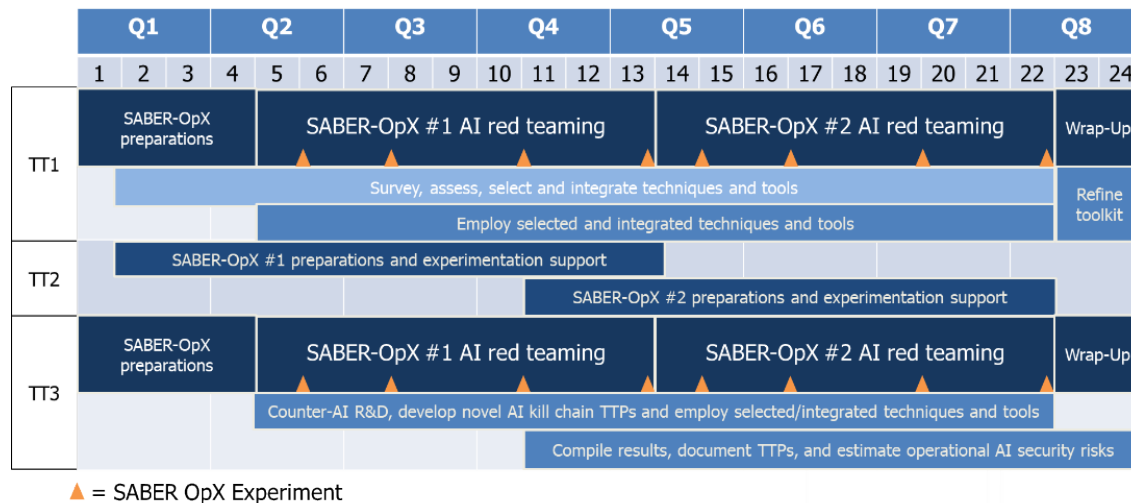 Q1 Q2 Q3 Q4 Q5 Q6 Q7 Q8
1 2 3 4 5 6 7 8 9 10 11 12 13 14 15 16 17 18 19 20 21 22 23 24
TT1
SABER-OpX
preparations
SABER-OpX #1 AI red teaming
SABER-OpX #2 AI red teaming
Wrap-Up
Survey, assess, select and integrate techniques and tools
Employ selected and integrated techniques and tools
Refine
toolkit
TT2
SABER-OpX #1 preparations and experimentation support
SABER-OpX #2 preparations and experimentation support
TT3
SABER-OpX
preparations
SABER-OpX #1 AI red teaming
SABER-OpX #2 AI red teaming
Wrap-Up
Counter-AI R&D, develop novel AI kill chain TTPs and employ selected/integrated techniques and tools
Compile results, document TTPs, and estimate operational AI security risks
= SABER OpX Experiment